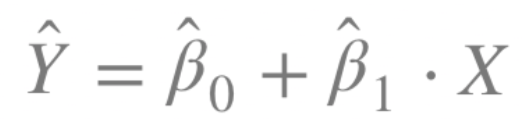 Ŷ = β̂₀ + β̂₁ · X